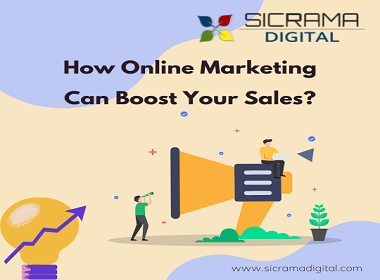 SICRAMA
DIGITAL
How Online Marketing
Can Boost Your Sales?
www.sicramadigital.com